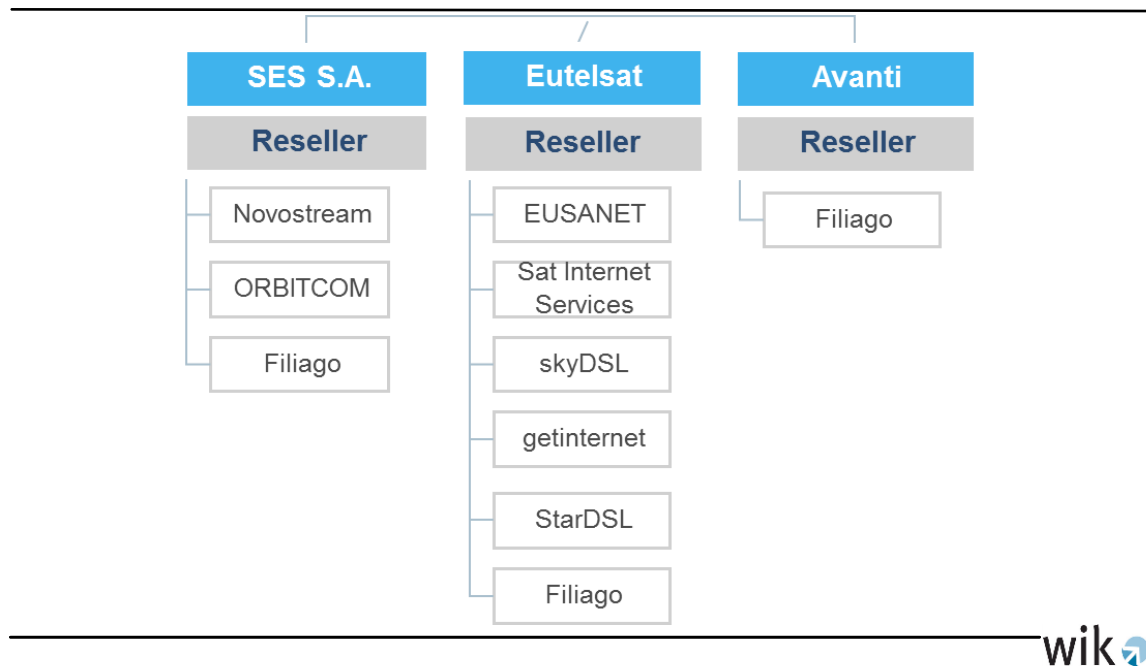 SES S.A.
Eutelsat
Avanti
Reseller
Reseller
Reseller
Novostream
ORBITCOM
Filiago
EUSANET
Sat Internet
Services
skyDSL
getinternet
StarDSL
Filiago
Filiago
wik